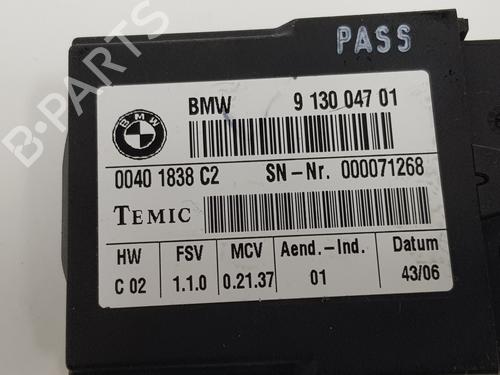 PASS
BMW
BMW 9 130 047 01
0040 1838 C2 SN-Nr. 000071268
TEMIC
HW FSV MCV Aend.-Ind. Datum
C 02 1.1.0 0.21.37 01 43/06
B-PARTS